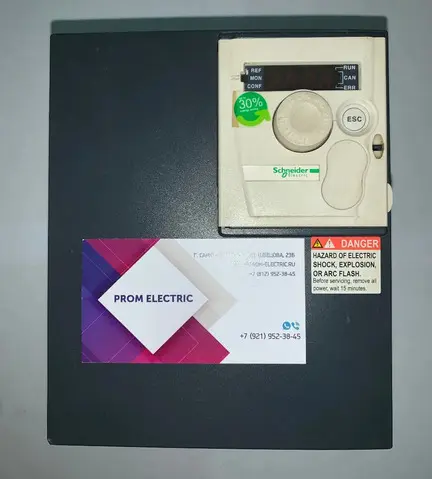 REF
MON
CONF
RUN
CAN
ERR
30%
ESC
Schneider
Electric
DANGER
HAZARD OF ELECTRIC
SHOCK, EXPLOSION,
OR ARC FLASH.
Before servicing, remove all
power, wait 15 minutes.
23В
+7 (812) 952-38-45
PROM ELECTRIC
+7 (921) 952-38-45